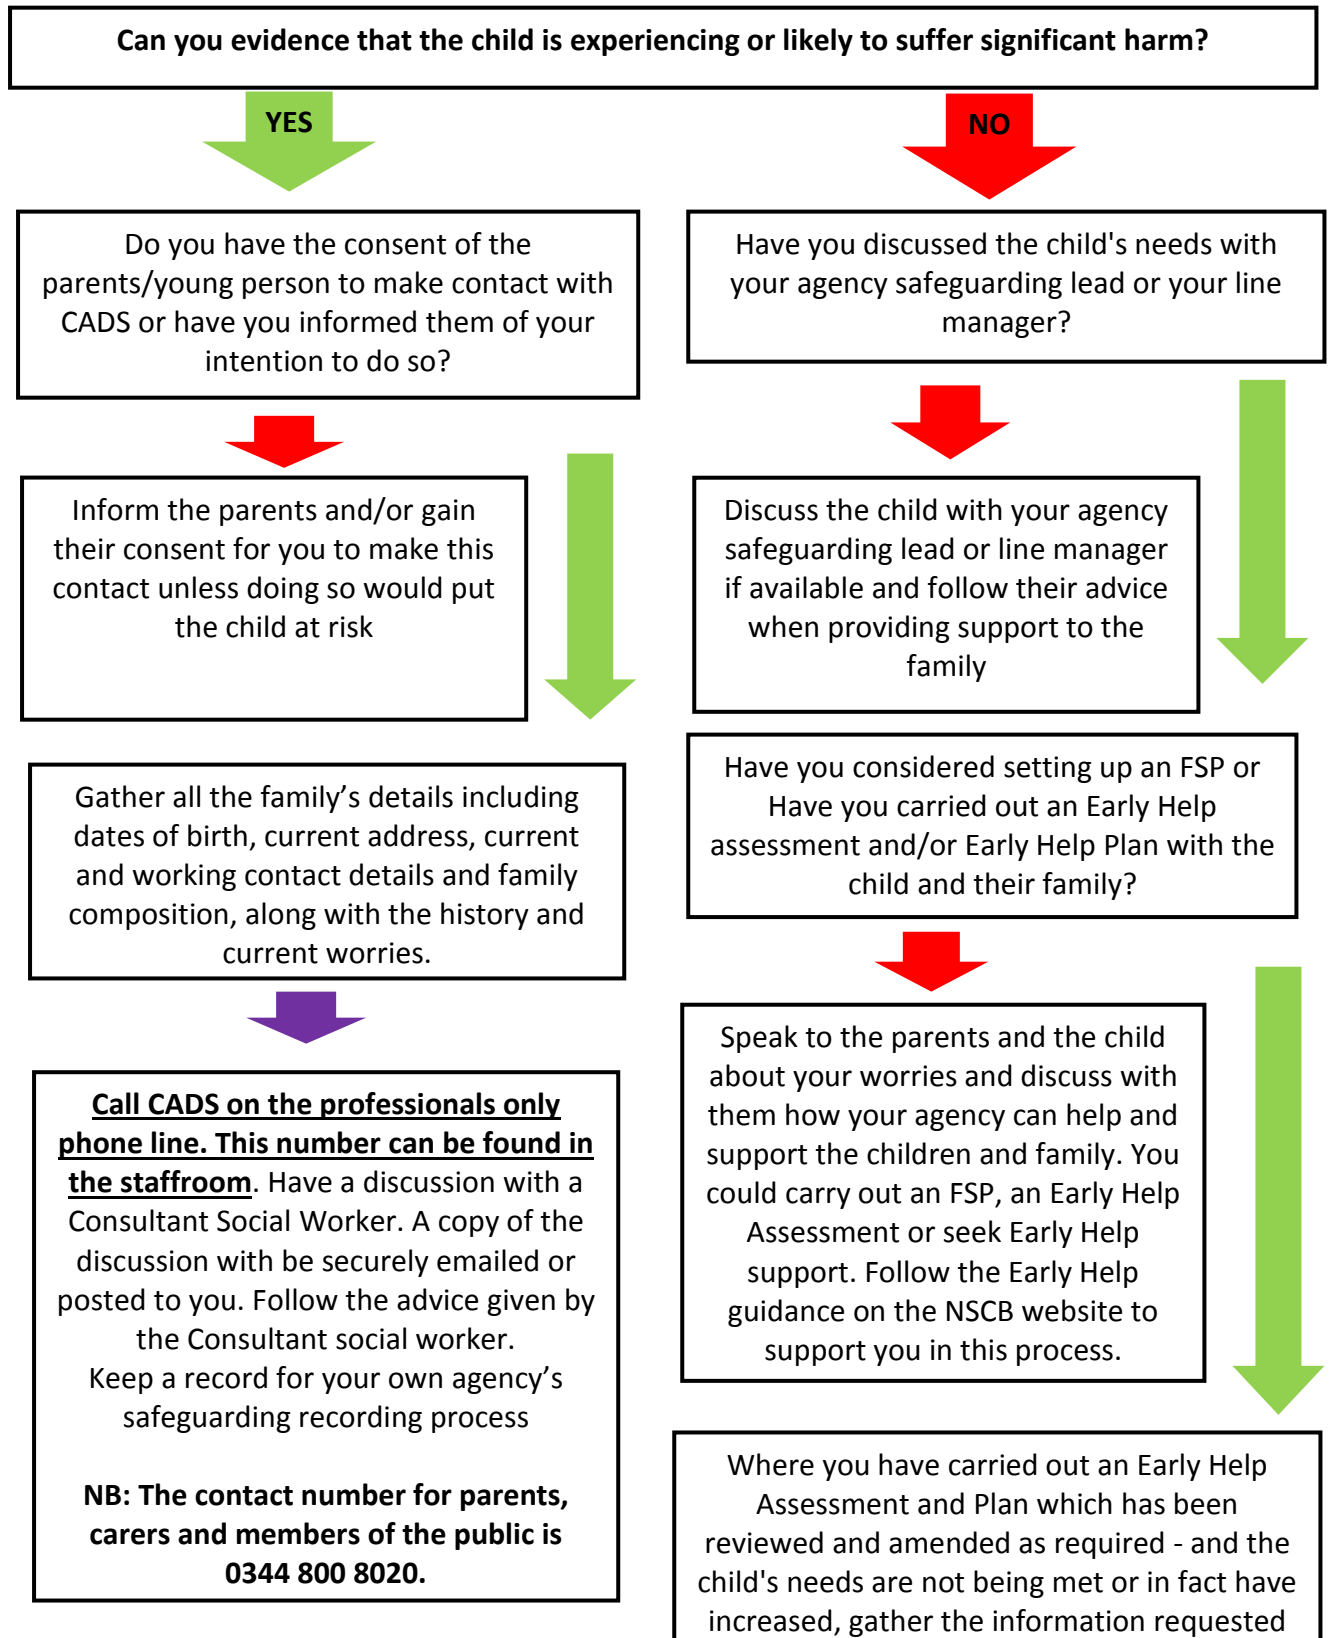 Can you evidence that the child is experiencing or likely to suffer significant harm?
YES
NO
Do you have the consent of the
parents/young person to make contact with
CADS or have you informed them of your
intention to do so?
Have you discussed the child's needs with
your agency safeguarding lead or your line
manager?
Inform the parents and/or gain
their consent for you to make this
contact unless doing so would put
the child at risk
Discuss the child with your agency
safeguarding lead or line manager
if available and follow their advice
when providing support to the
family
Gather all the family’s details including
dates of birth, current address, current
and working contact details and family
composition, along with the history and
current worries.
Have you considered setting up an FSP or
Have you carried out an Early Help
assessment and/or Early Help Plan with the
child and their family?
Call CADS on the professionals only
phone line. This number can be found in
the staffroom. Have a discussion with a
Consultant Social Worker. A copy of the
discussion with be securely emailed or
posted to you. Follow the advice given by
the Consultant social worker.
Keep a record for your own agency’s
safeguarding recording process
NB: The contact number for parents,
carers and members of the public is
0344 800 8020.
Speak to the parents and the child
about your worries and discuss with
them how your agency can help and
support the children and family. You
could carry out an FSP, an Early Help
Assessment or seek Early Help
support. Follow the Early Help
guidance on the NSCB website to
support you in this process.
Where you have carried out an Early Help
Assessment and Plan which has been
reviewed and amended as required - and the
child's needs are not being met or in fact have
increased, gather the information requested